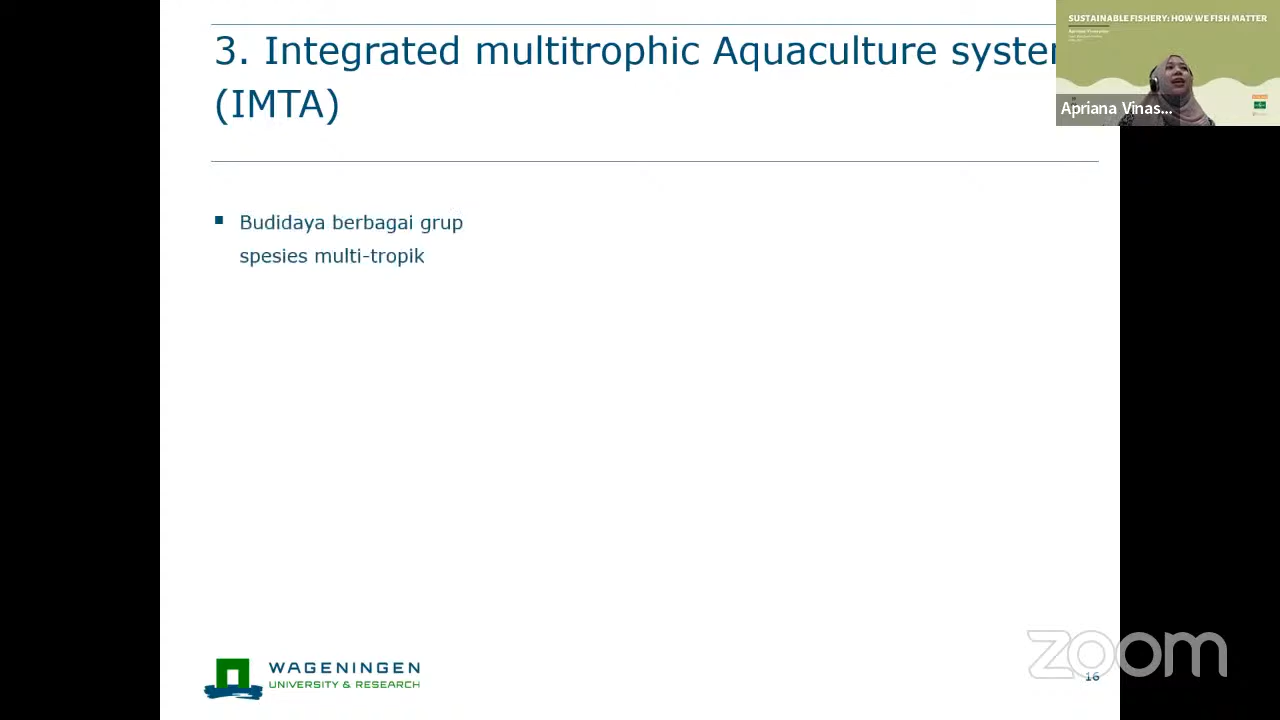 SUSTAINABLE FISHERY: HOW WE FISH MATTER
Apriana Vinas...
3. Integrated multitrophic Aquaculture syste
(IMTA)
Budidaya berbagai grup
spesies multi-tropik
WAGENINGEN
UNIVERSITY & RESEARCH
zoom
16